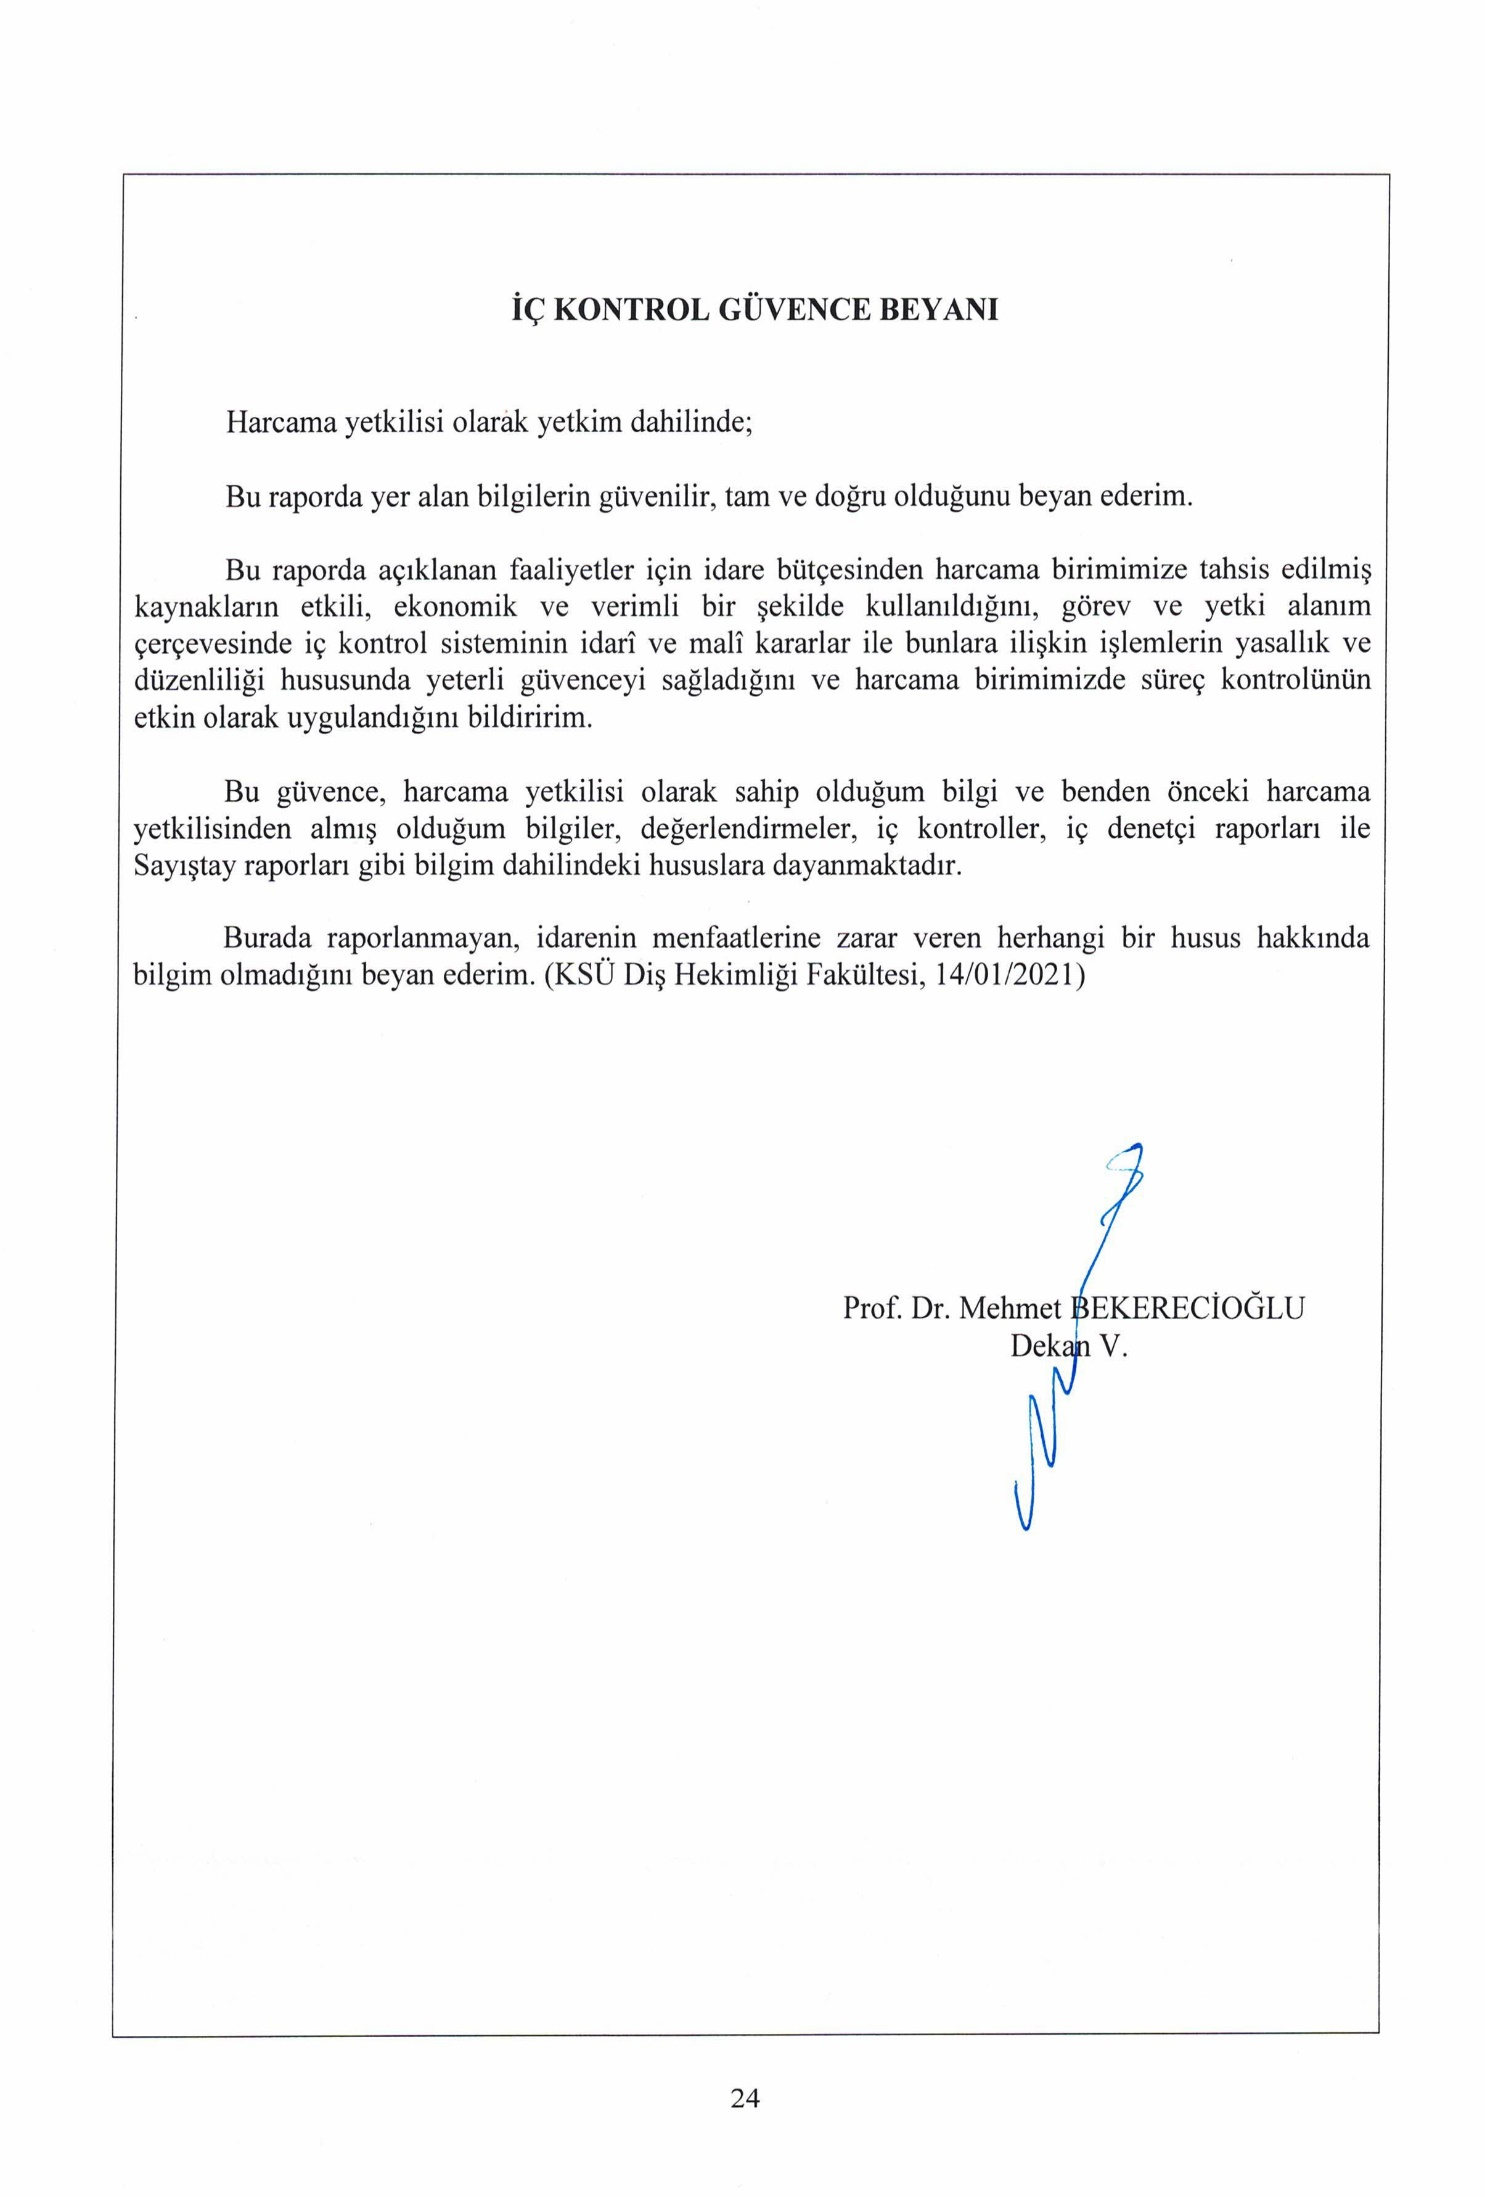 İÇ KONTROL GÜVENCE BEYANI
Harcama yetkilisi olarak yetkim dahilinde;
Bu raporda yer alan bilgilerin güvenilir, tam ve doğru olduğunu beyan ederim.
Bu raporda açıklanan faaliyetler için idare bütçesinden harcama birimimize tahsis edilmiş
kaynakların etkili, ekonomik ve verimli bir şekilde kullanıldığını, görev ve yetki alanım
çerçevesinde iç kontrol sisteminin idarî ve malî kararlar ile bunlara ilişkin işlemlerin yasallık ve
düzenliliği hususunda yeterli güvenceyi sağladığını ve harcama birimimizde süreç kontrolünün
etkin olarak uygulandığını bildiririm.
Bu güvence, harcama yetkilisi olarak sahip olduğum bilgi ve benden önceki harcama
yetkilisinden almış olduğum bilgiler, değerlendirmeler, iç kontroller, iç denetçi raporları ile
Sayıştay raporları gibi bilgim dahilindeki hususlara dayanmaktadır.
Burada raporlanmayan, idarenin menfaatlerine zarar veren herhangi bir husus hakkında
bilgim olmadığını beyan ederim. (KSÜ Diş Hekimliği Fakültesi, 14/01/2021)
Prof. Dr. Mehmet BEKERECİOĞLU
Dekan V.
24